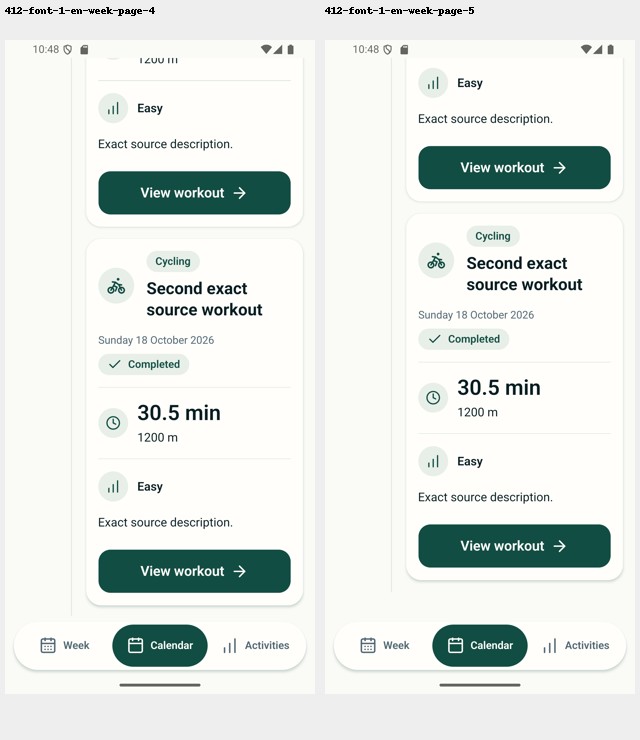 412-font-1-en-week-page-4
10:48
1200 m
Easy
Exact source description.
View workout
Cycling
Second exact
source workout
Sunday 18 October 2026
Completed
30.5 min
1200 m
Easy
Exact source description.
View workout
Week
Calendar
Activities
412-font-1-en-week-page-5
10:48
Easy
Exact source description.
View workout
Cycling
Second exact
source workout
Sunday 18 October 2026
Completed
30.5 min
1200 m
Easy
Exact source description.
View workout
Week
Calendar
Activities